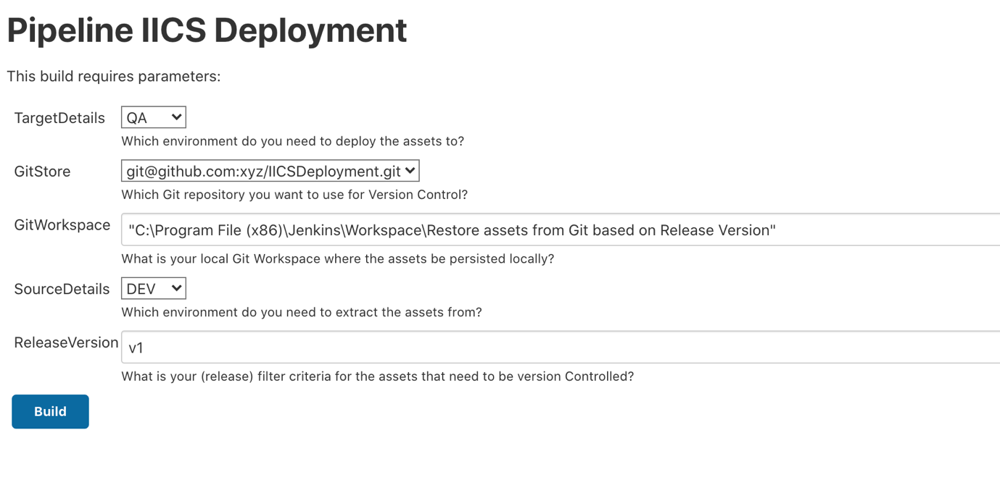 Pipeline IICS Deployment
This build requires parameters:
TargetDetails QA
Which environment do you need to deploy the assets to?
GitStore git@github.com:xyz/IICSDeployment.git
Which Git repository you want to use for Version Control?
GitWorkspace "C:\Program File (x86)\Jenkins\Workspace\Restore assets from Git based on Release Version"
What is your local Git Workspace where the assets be persisted locally?
SourceDetails DEV
Which environment do you need to extract the assets from?
ReleaseVersion v1
What is your (release) filter criteria for the assets that need to be version Controlled?
Build